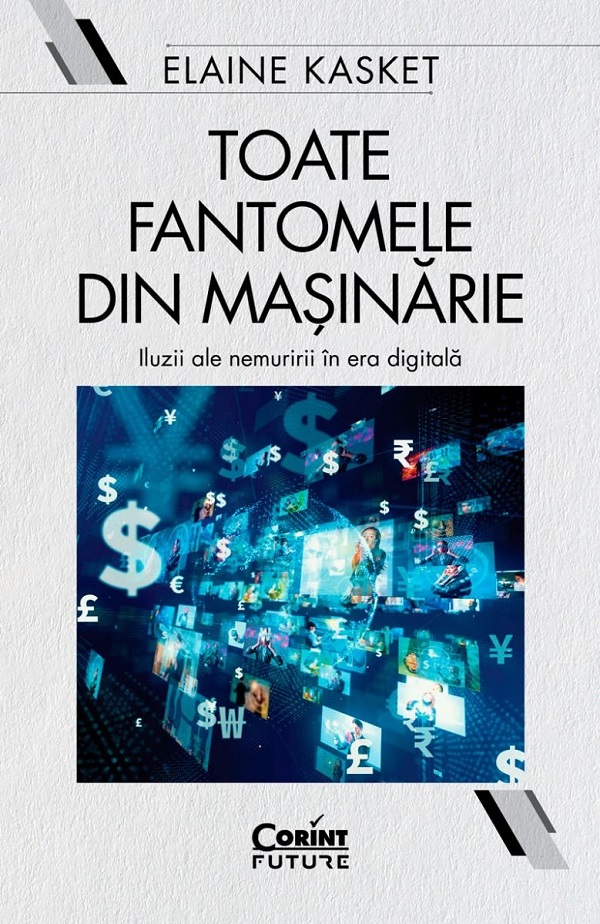 ELAINE KASKET
TOATE
FANTOMELE
DIN MAȘINĂRIE
Iluzii ale nemuririi în era digitală
CORINT
FUTURE